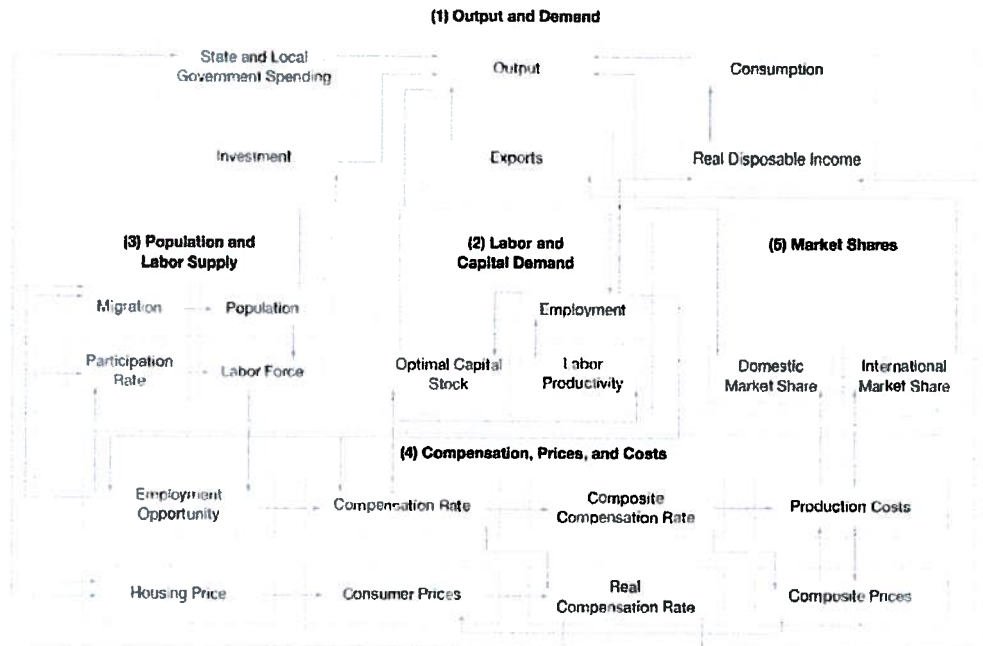 (1) Output and Demand
State and Local
Government Spending
Output
Consumption
Investment
Exports
Real Disposable Income
(3) Population and
Labor Supply
(2) Labor and
Capital Demand
(5) Market Shares
Migration
Population
Employment
Participation
Rate
Labor Force
Optimal Capital
Stock
Labor
Productivity
Domestic
Market Share
International
Market Share
(4) Compensation, Prices, and Costs
Employment
Opportunity
Compensation Rate
Composite
Compensation Rate
Production Costs
Housing Price
Consumer Prices
Real
Compensation Rate
Composite Prices